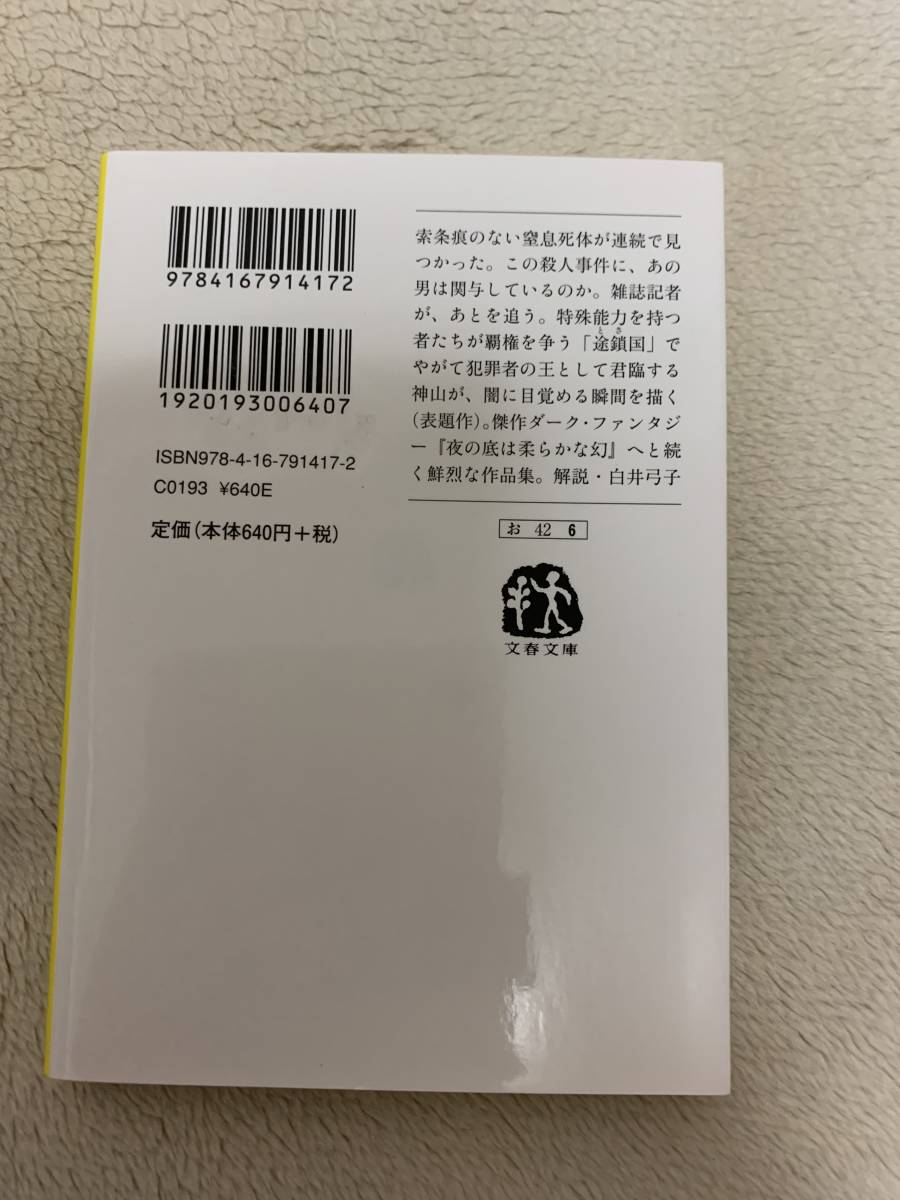 9784167914172
1920193006407
ISBN978-4-16-791417-2
C0193 ¥640E
定価(本体640円+税)
索条痕のない窒息死体が連続で見
つかった。この殺人事件に、あの
男は関与しているのか。雑誌記者
が、あとを追う。特殊能力を持つ
とさ
者たちが覇権を争う「途鎖国」で
やがて犯罪者の王として君臨する
神山が、闇に目覚める瞬間を描く
(表題作)。傑作ダーク・ファンタジ
ー『夜の底は柔らかな幻』へと続
く鮮烈な作品集。解説・白井弓子
お 42 6
文春文庫